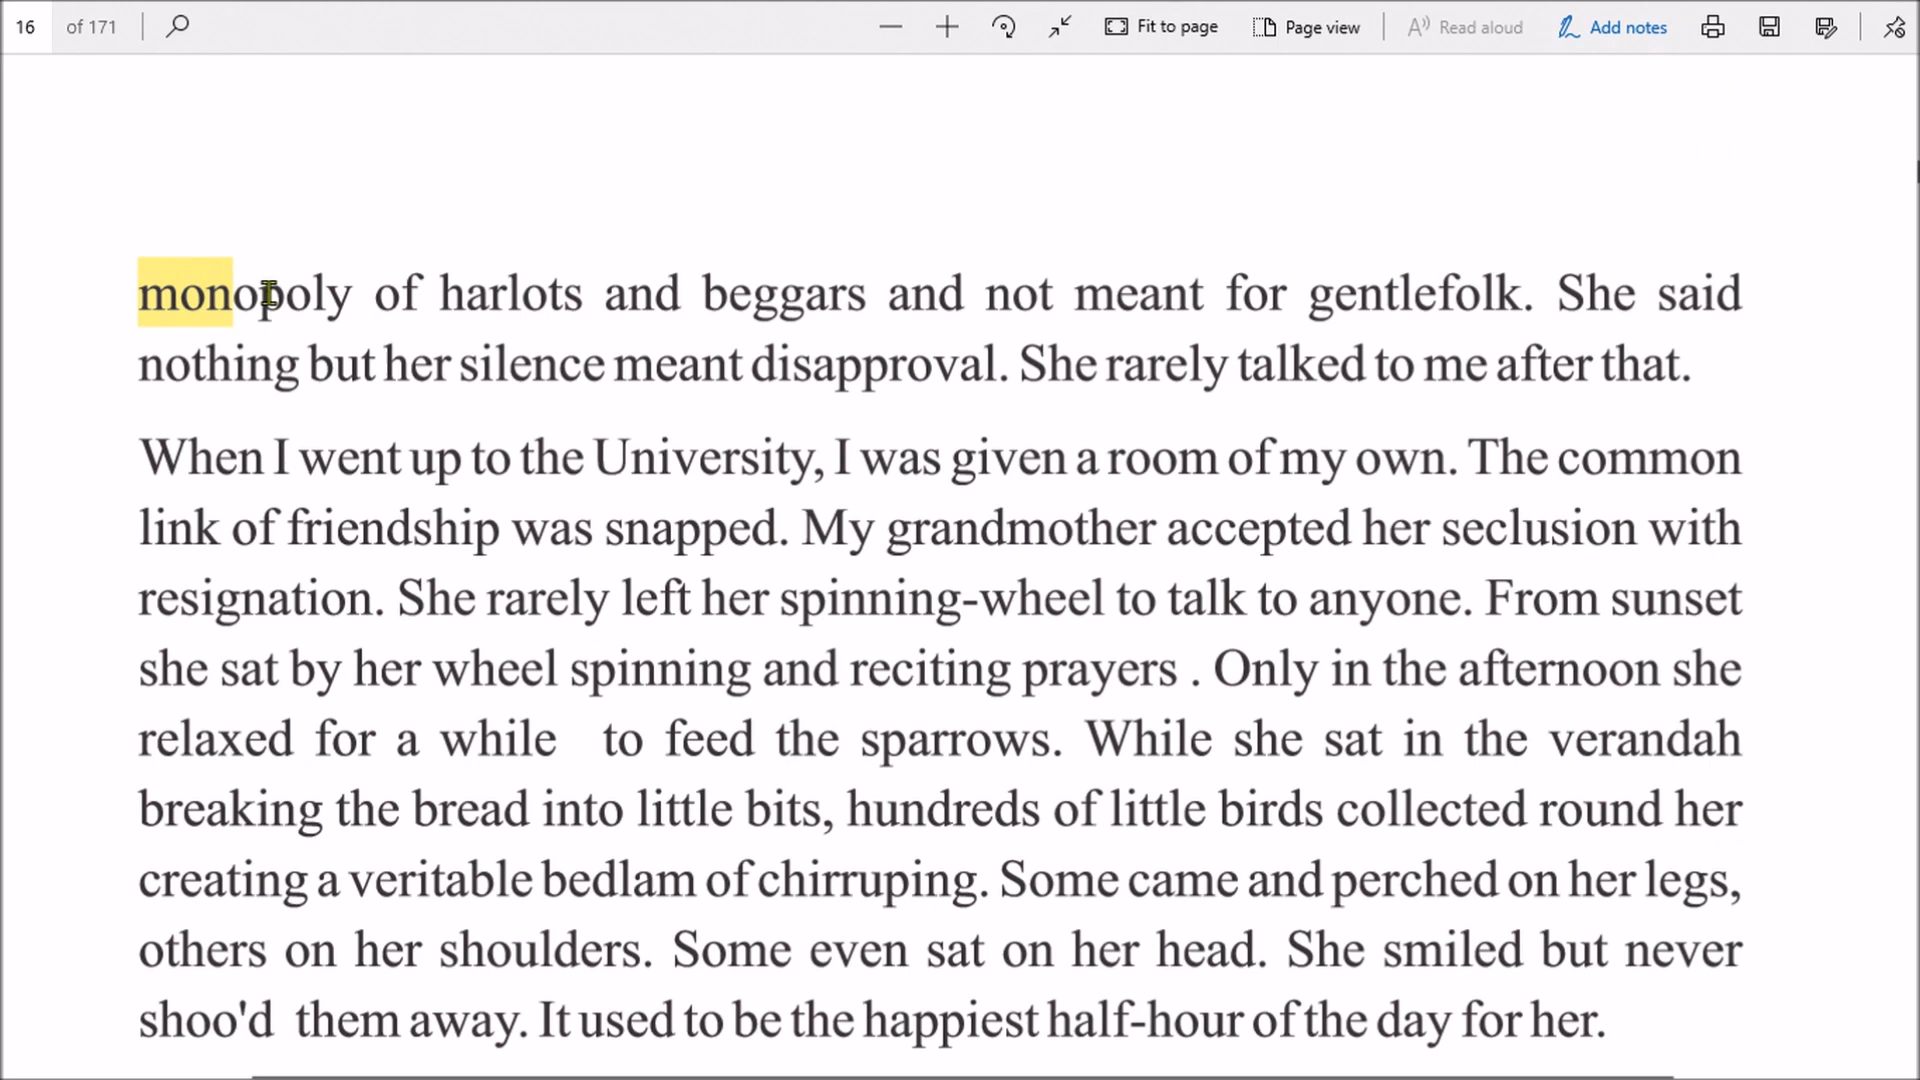 16 of 171 Fit to page Page view Read aloud Add notes
monopoly of harlots and beggars and not meant for gentlefolk. She said
nothing but her silence meant disapproval. She rarely talked to me after that.
When I went up to the University, I was given a room of my own. The common
link of friendship was snapped. My grandmother accepted her seclusion with
resignation. She rarely left her spinning-wheel to talk to anyone. From sunset
she sat by her wheel spinning and reciting prayers . Only in the afternoon she
relaxed for a while to feed the sparrows. While she sat in the verandah
breaking the bread into little bits, hundreds of little birds collected round her
creating a veritable bedlam of chirruping. Some came and perched on her legs,
others on her shoulders. Some even sat on her head. She smiled but never
shoo'd them away. It used to be the happiest half-hour of the day for her.